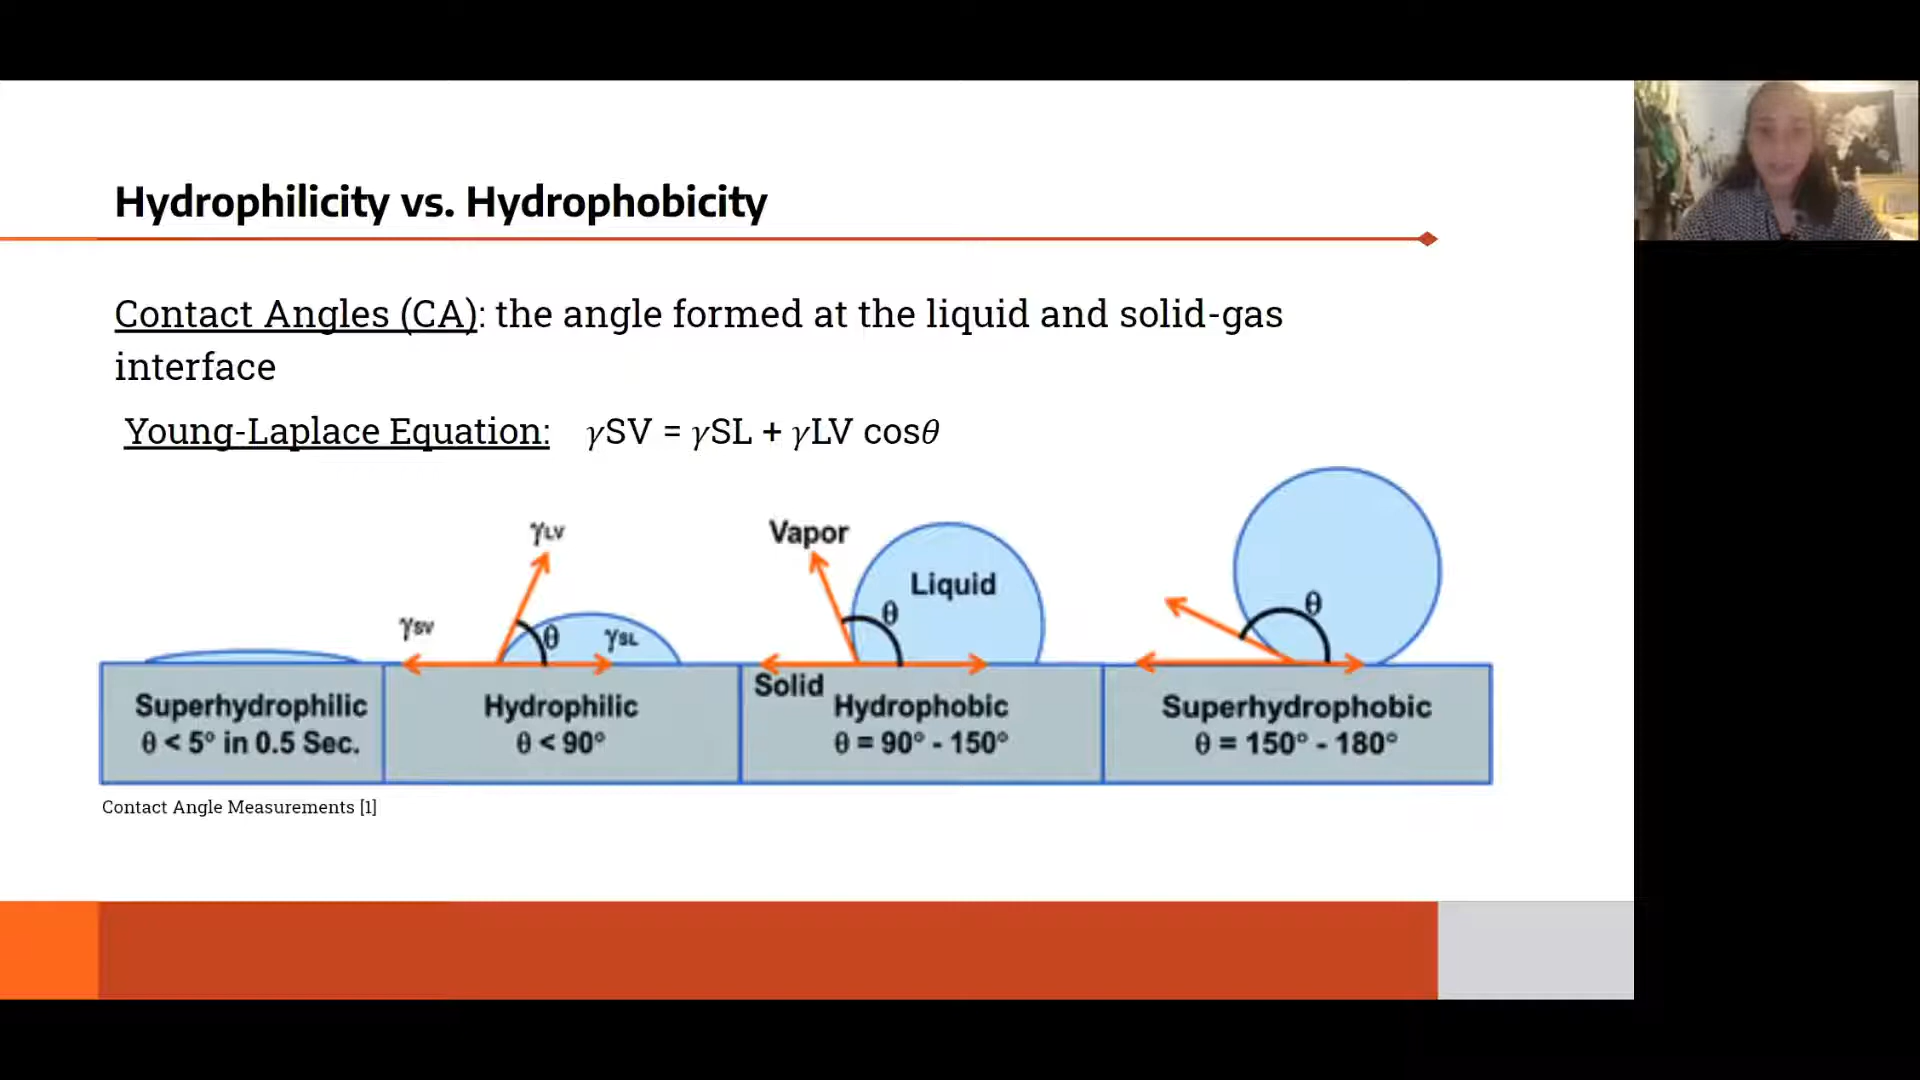 Hydrophilicity vs. Hydrophobicity
Contact Angles (CA): the angle formed at the liquid and solid-gas
interface
Young-Laplace Equation: γSV = γSL + γLV cosθ
γLV
Vapor
Liquid
θ
θ
γSV
θ
γSL
Solid
Superhydrophilic
θ < 5° in 0.5 Sec.
Hydrophilic
θ < 90°
Hydrophobic
θ = 90° - 150°
Superhydrophobic
θ = 150° - 180°
Contact Angle Measurements [1]